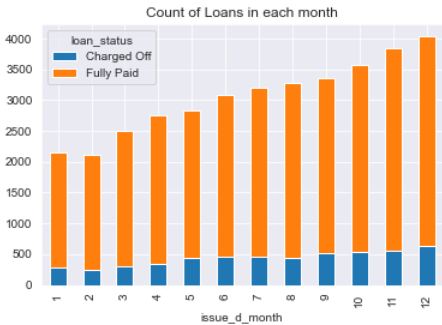 Count of Loans in each month
loan_status
Charged Off
Fully Paid
4000
3500
3000
2500
2000
1500
1000
500
0
1 2 3 4 5 6 7 8 9 10 11 12
issue_d_month